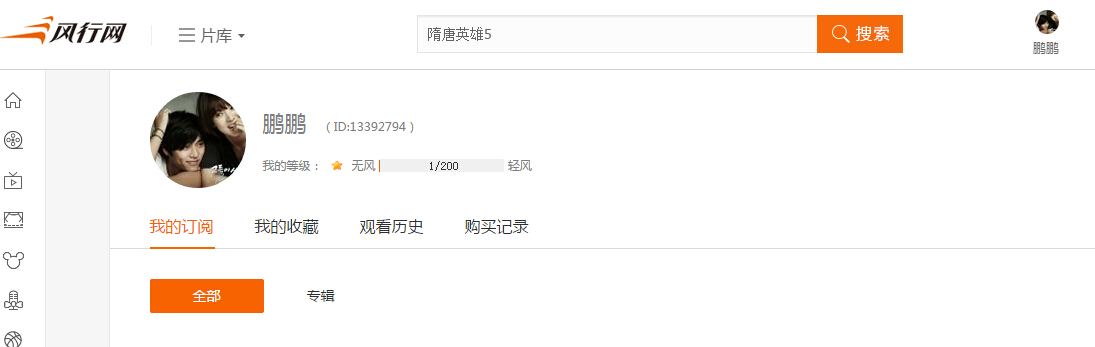 风行网
片库
隋唐英雄5
搜索
鹏鹏
鹏鹏 ( ID:13392794 )
我的等级： 无风 1/200 轻风
我的订阅 我的收藏 观看历史 购买记录
全部 专辑